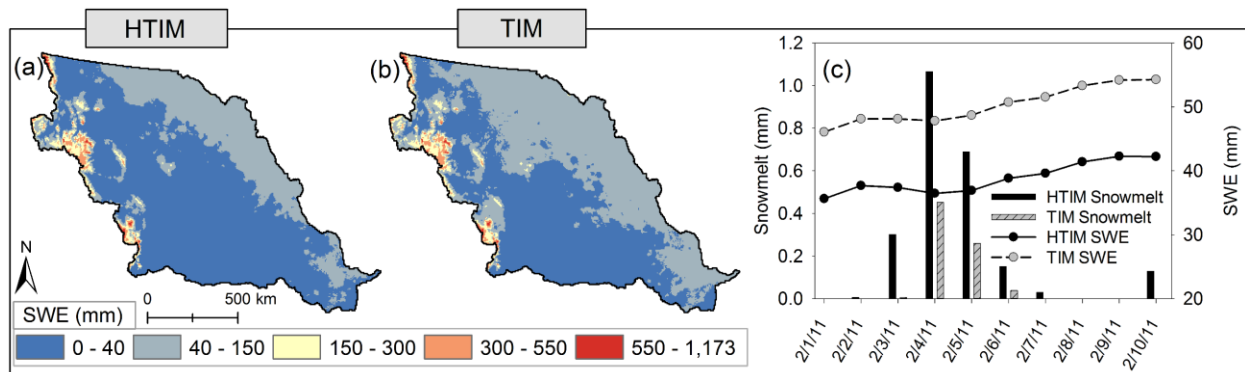 HTIM
TIM
(a)
(b)
(c)
N
0 500 km
SWE (mm)
0 - 40 40 - 150 150 - 300 300 - 550 550 - 1,173
Snowmelt (mm)
1.2
1.0
0.8
0.6
0.4
0.2
0.0
SWE (mm)
60
50
40
30
20
HTIM Snowmelt
TIM Snowmelt
HTIM SWE
TIM SWE
2/1/11
2/2/11
2/3/11
2/4/11
2/5/11
2/6/11
2/7/11
2/8/11
2/9/11
2/10/11